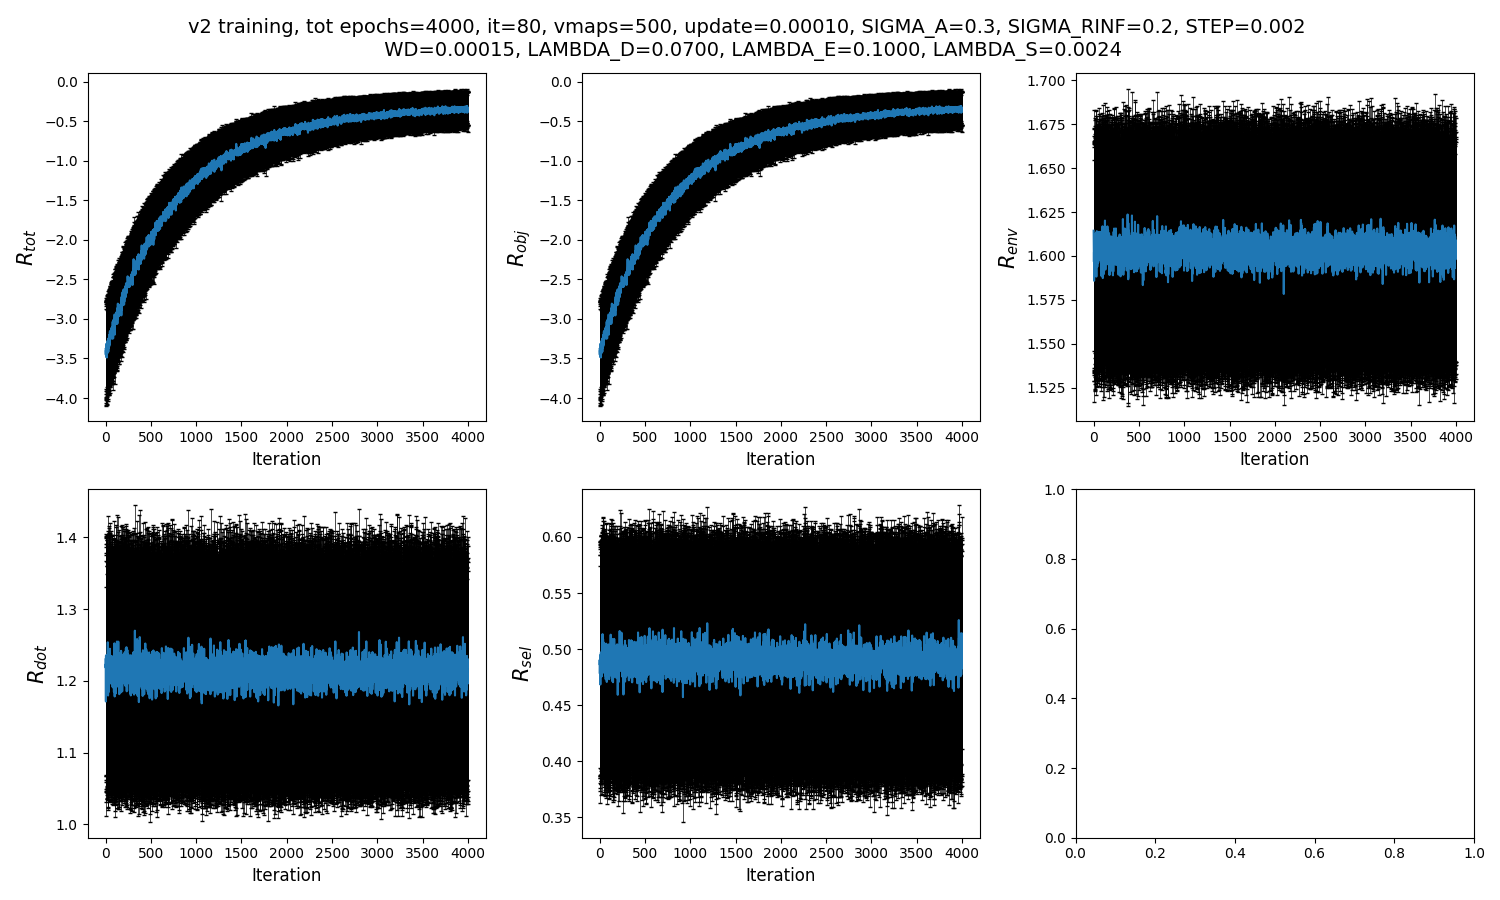 v2 training, tot epochs=4000, it=80, vmaps=500, update=0.00010, SIGMA_A=0.3, SIGMA_RINF=0.2, STEP=0.002
WD=0.00015, LAMBDA_D=0.0700, LAMBDA_E=0.1000, LAMBDA_S=0.0024
0.0
−0.5
−1.0
−1.5
−2.0
−2.5
−3.0
−3.5
−4.0
R_tot
0 500 1000 1500 2000 2500 3000 3500 4000
Iteration
0.0
−0.5
−1.0
−1.5
−2.0
−2.5
−3.0
−3.5
−4.0
R_obj
0 500 1000 1500 2000 2500 3000 3500 4000
Iteration
1.700
1.675
1.650
1.625
1.600
1.575
1.550
1.525
R_env
0 500 1000 1500 2000 2500 3000 3500 4000
Iteration
1.4
1.3
1.2
1.1
1.0
R_dot
0 500 1000 1500 2000 2500 3000 3500 4000
Iteration
0.60
0.55
0.50
0.45
0.40
0.35
R_sel
0 500 1000 1500 2000 2500 3000 3500 4000
Iteration
1.0
0.8
0.6
0.4
0.2
0.0
0.0 0.2 0.4 0.6 0.8 1.0